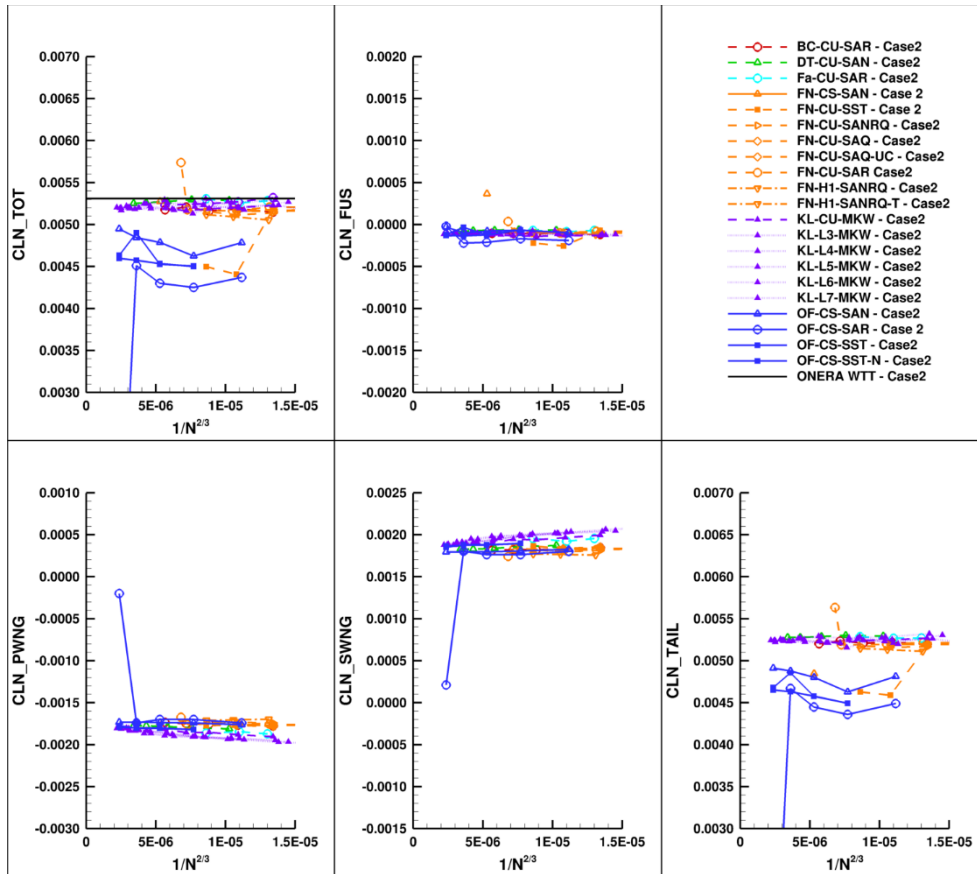 0.0070
0.0065
0.0060
0.0055
0.0050
0.0045
0.0040
0.0035
0.0030
CLN_TOT
0 5E-06 1E-05 1.5E-05
1/N^2/3
0.0020
0.0015
0.0010
0.0005
0.0000
-0.0005
-0.0010
-0.0015
-0.0020
CLN_FUS
0 5E-06 1E-05 1.5E-05
1/N^2/3
BC-CU-SAR - Case2
DT-CU-SAN - Case2
Fa-CU-SAR - Case2
FN-CS-SAN - Case 2
FN-CU-SST - Case 2
FN-CU-SANRQ - Case2
FN-CU-SAQ - Case2
FN-CU-SAQ-UC - Case2
FN-CU-SAR Case2
FN-H1-SANRQ - Case2
FN-H1-SANRQ-T - Case2
KL-CU-MKW - Case2
KL-L3-MKW - Case2
KL-L4-MKW - Case2
KL-L5-MKW - Case2
KL-L6-MKW - Case2
KL-L7-MKW - Case2
OF-CS-SAN - Case2
OF-CS-SAR - Case 2
OF-CS-SST - Case2
OF-CS-SST-N - Case2
ONERA WTT - Case2
0.0010
0.0005
0.0000
-0.0005
-0.0010
-0.0015
-0.0020
-0.0025
-0.0030
CLN_PWNG
0 5E-06 1E-05 1.5E-05
1/N^2/3
0.0025
0.0020
0.0015
0.0010
0.0005
0.0000
-0.0005
-0.0010
-0.0015
CLN_SWNG
0 5E-06 1E-05 1.5E-05
1/N^2/3
0.0070
0.0065
0.0060
0.0055
0.0050
0.0045
0.0040
0.0035
0.0030
CLN_TAIL
0 5E-06 1E-05 1.5E-05
1/N^2/3